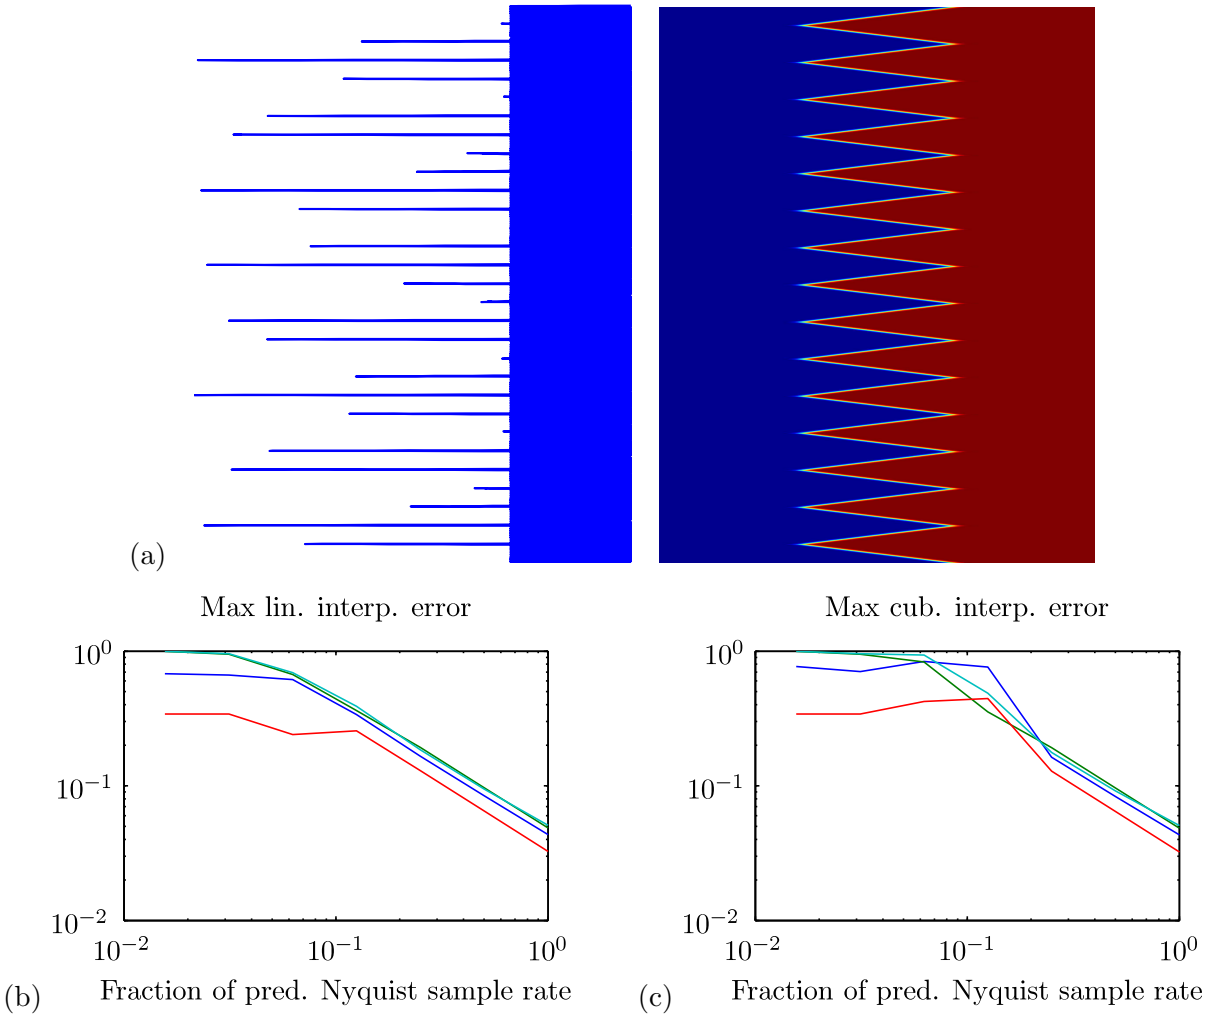 (a)
Max lin. interp. error
Max cub. interp. error
10^0
10^−1
10^−2
10^−2 10^−1 10^0
Fraction of pred. Nyquist sample rate
(b)
10^0
10^−1
10^−2
10^−2 10^−1 10^0
Fraction of pred. Nyquist sample rate
(c)